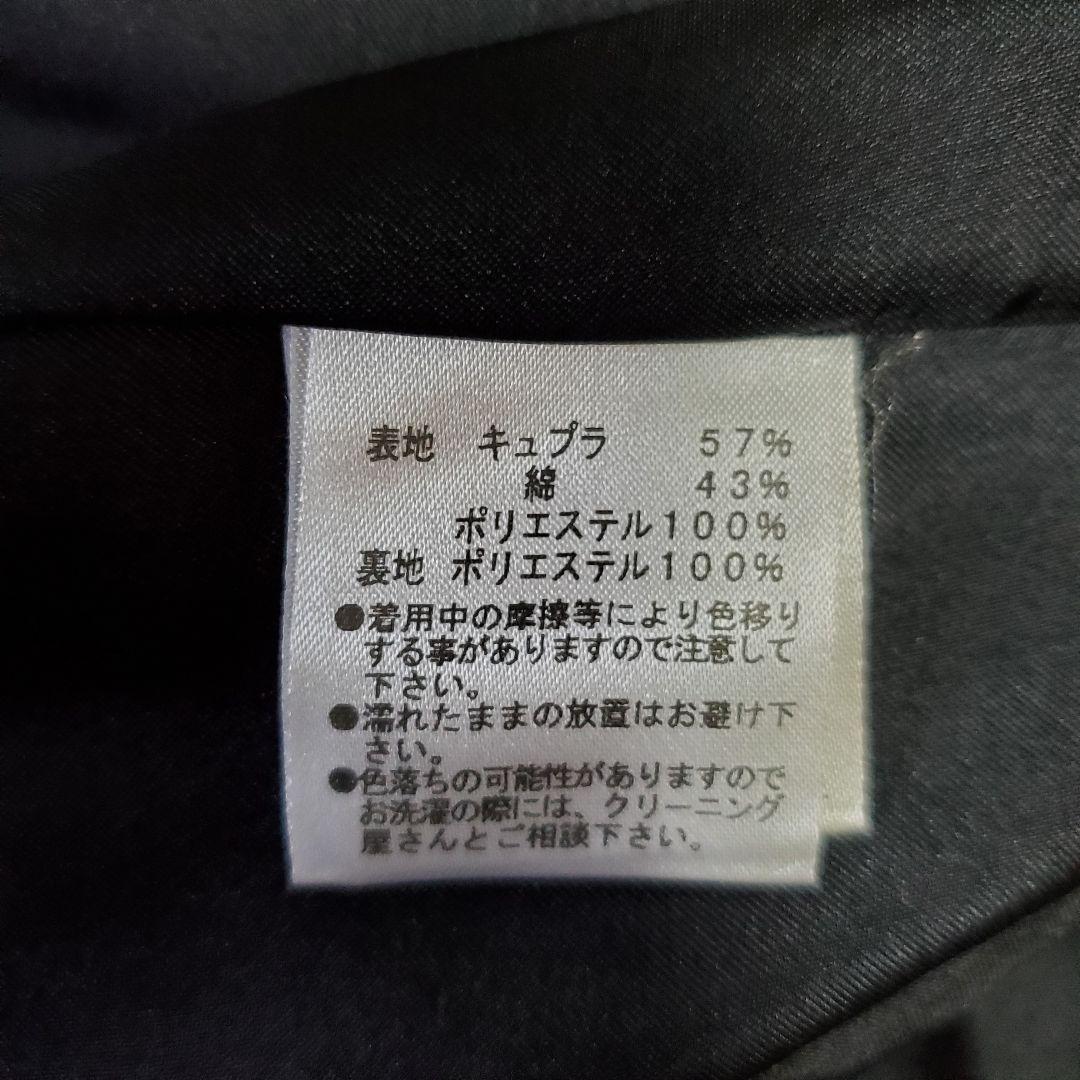 表地 キュプラ 57%
綿 43%
ポリエステル100%
裏地 ポリエステル100%
●着用中の摩擦等により色移り
する事がありますので注意して
下さい。
●濡れたままの放置はお避け下
さい。
●色落ちの可能性がありますので
お洗濯の際には、クリーニング
屋さんとご相談下さい。